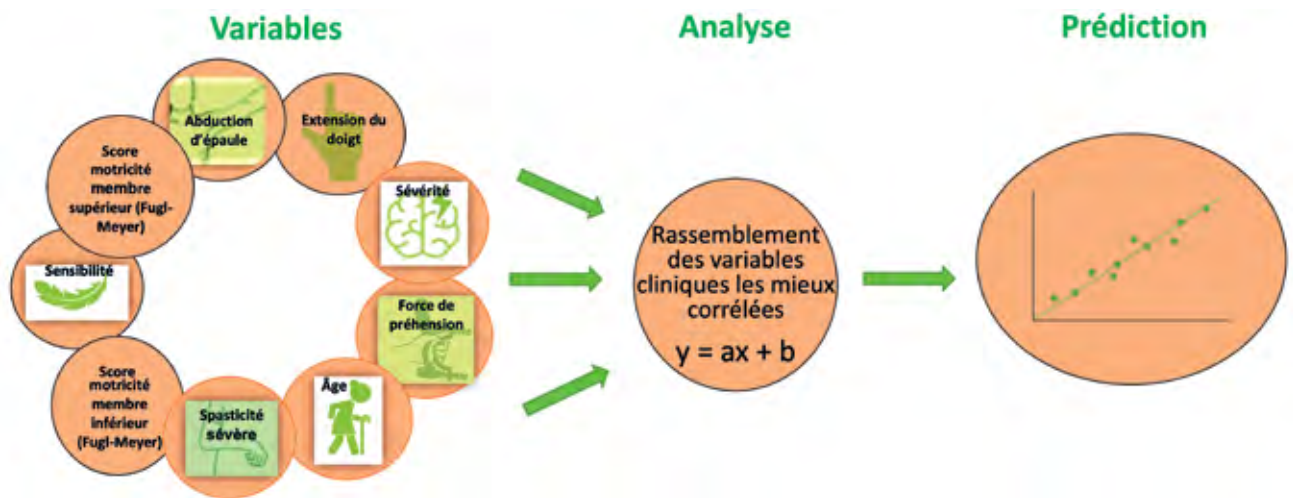 Variables
Analyse
Prédiction
Abduction
d'épaule
Extension du
doigt
Score
motricité
membre
supérieur (Fugl-
Meyer)
Sévérité
Sensibilité
Force de
préhension
Score
motricité
membre
inférieur
(Fugl-Meyer)
Spasticité
sévère
Âge
Rassemblement
des variables
cliniques les mieux
corrélées
y = ax + b